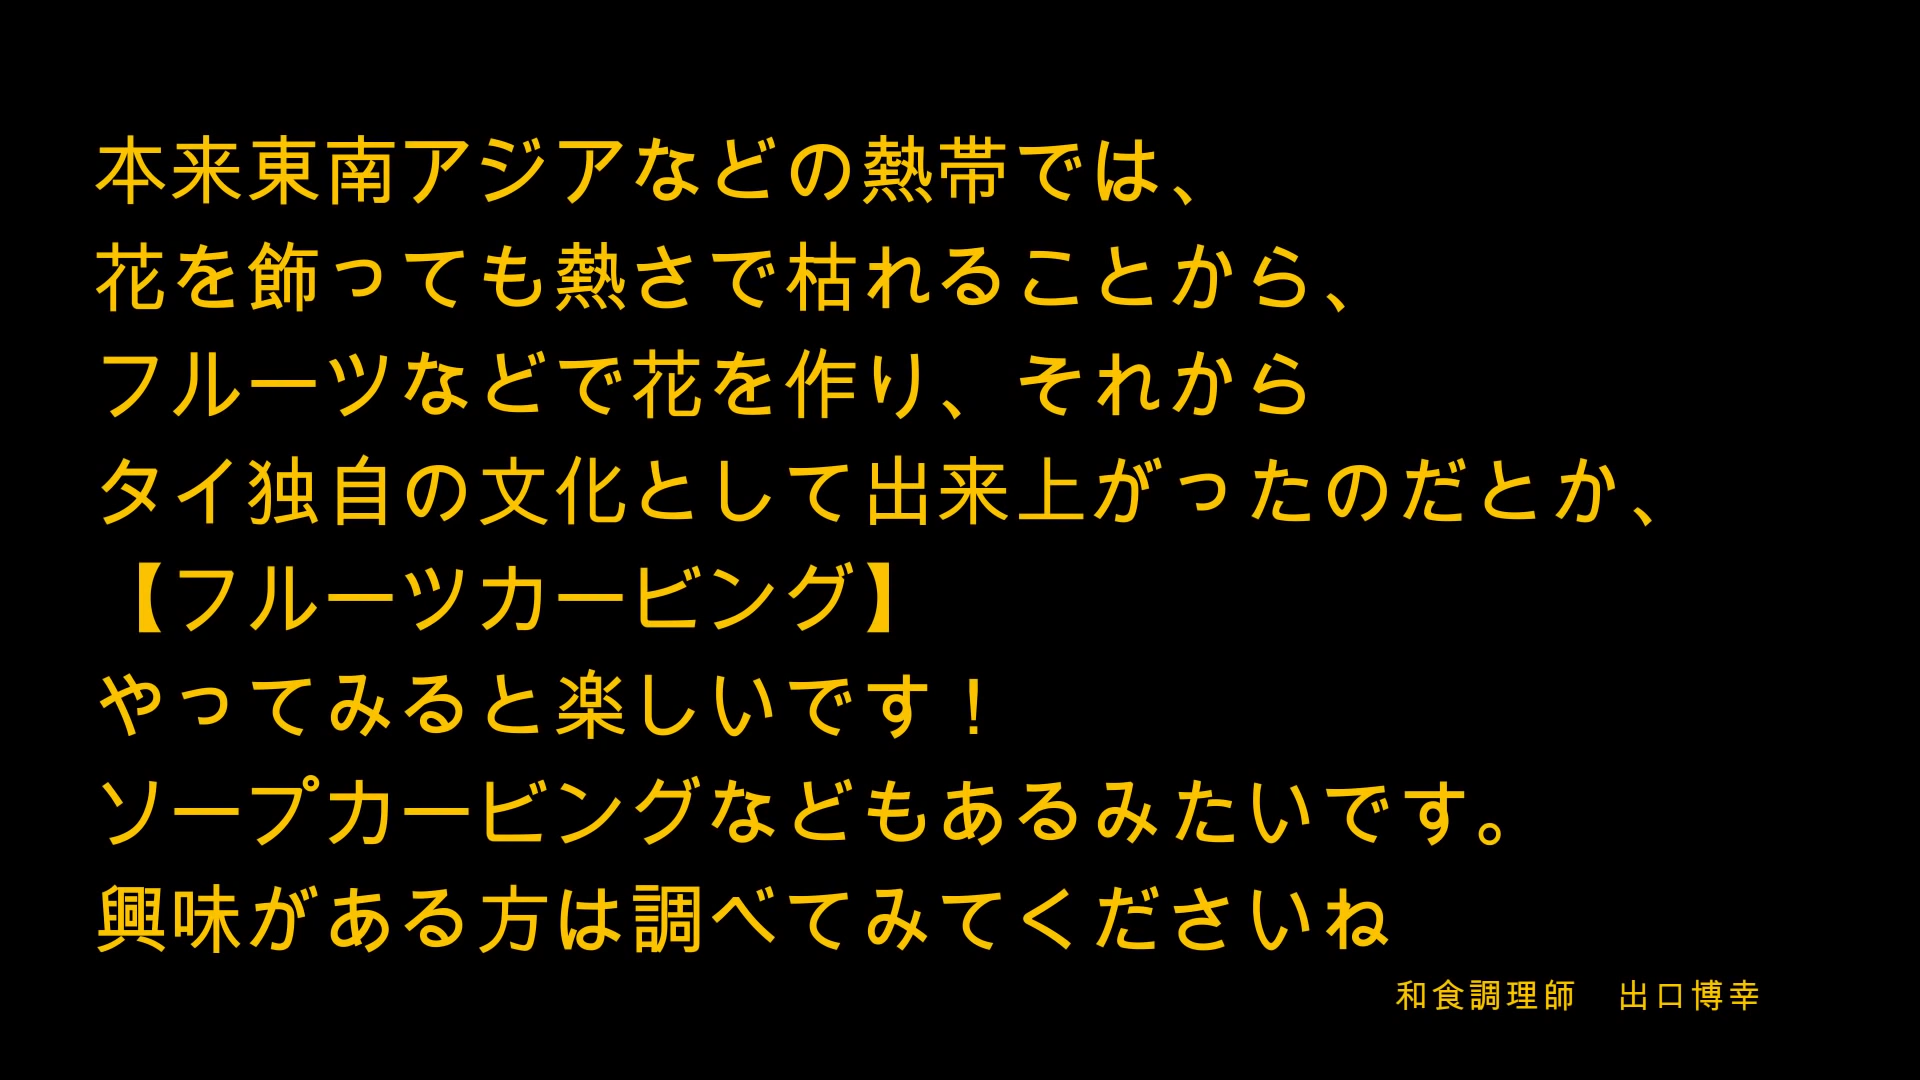 本来東南アジアなどの熱帯では、
花を飾っても熱さで枯れることから、
フルーツなどで花を作り、それから
タイ独自の文化として出来上がったのだとか、
【フルーツカービング】
やってみると楽しいです！
ソープカービングなどもあるみたいです。
興味がある方は調べてみてくださいね
和食調理師　出口博幸